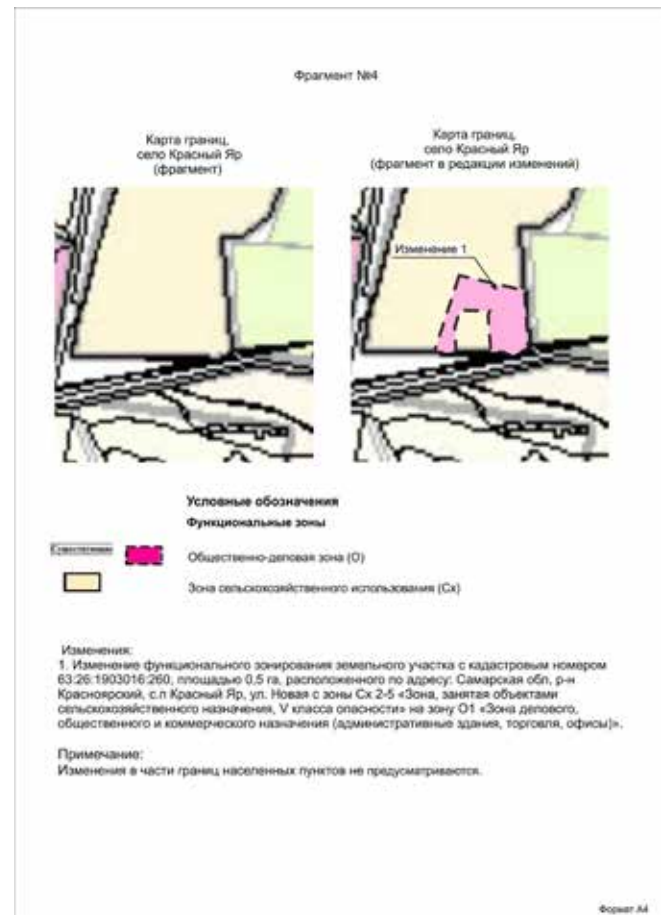 Фрагмент №4
Карта границ,
село Красный Яр
(фрагмент)
Карта границ,
село Красный Яр
(фрагмент в редакции изменений)
Изменение 1
Условные обозначения
Функциональные зоны
Существующие
Общественно-деловая зона (О)
Зона сельскохозяйственного использования (Сх)
Изменения:
1. Изменение функционального зонирования земельного участка с кадастровым номером
63:26:1903016:260, площадью 0,5 га, расположенного по адресу: Самарская обл, р-н
Красноярский, с.п Красный Яр, ул. Новая с зоны Сх 2-5 «Зона, занятая объектами
сельскохозяйственного назначения, V класса опасности» на зону О1 «Зона делового,
общественного и коммерческого назначения (административные здания, торговля, офисы)».
Примечание:
Изменения в части границ населенных пунктов не предусматриваются.
Формат А4